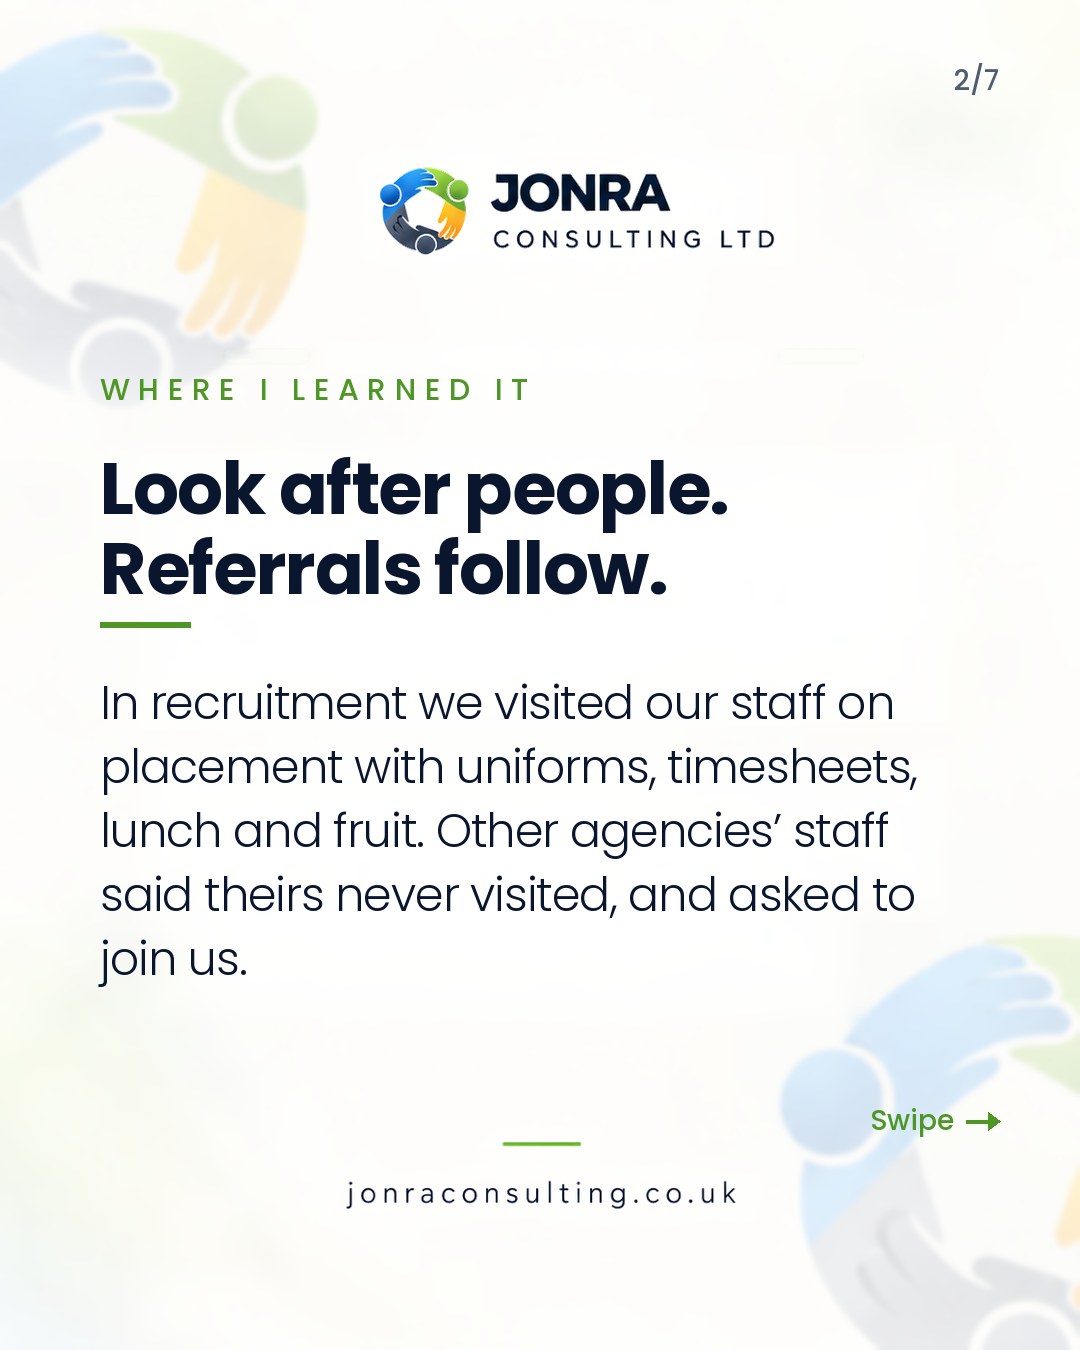 2/7
JONRA
CONSULTING LTD
WHERE I LEARNED IT
Look after people.
Referrals follow.
In recruitment we visited our staff on
placement with uniforms, timesheets,
lunch and fruit. Other agencies’ staff
said theirs never visited, and asked to
join us.
Swipe →
jonraconsulting.co.uk